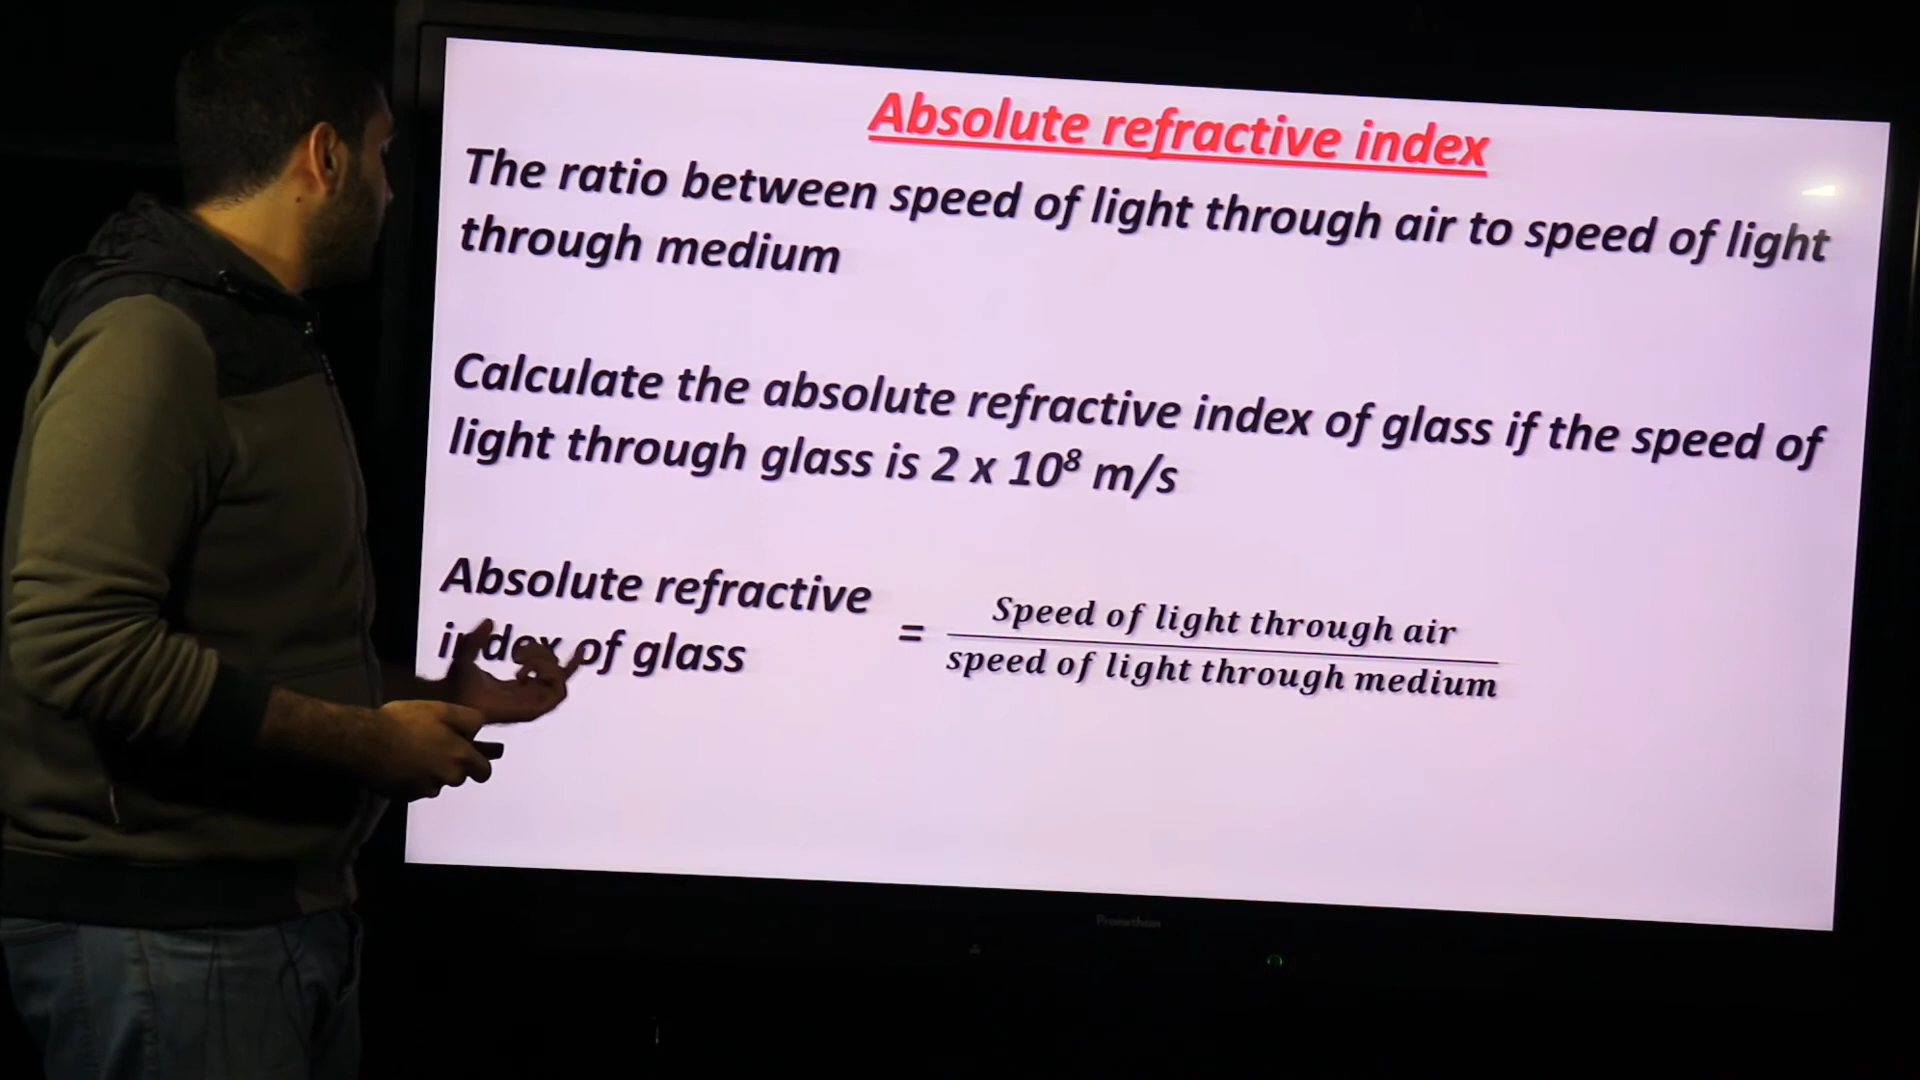 Absolute refractive index
The ratio between speed of light through air to speed of light
through medium
Calculate the absolute refractive index of glass if the speed of
light through glass is 2 x 10⁸ m/s
Absolute refractive
index of glass
=
Speed of light through air
speed of light through medium
Promethean